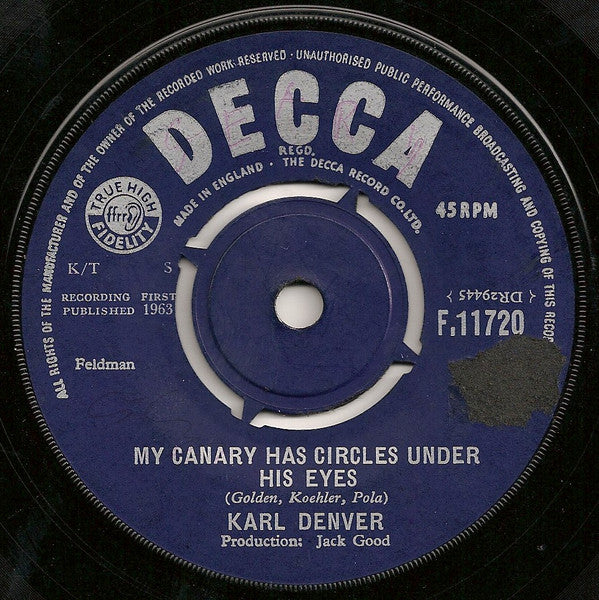 ALL RIGHTS OF THE MANUFACTURER AND OF THE OWNER OF THE RECORDED WORK RESERVED · UNAUTHORISED PUBLIC PERFORMANCE BROADCASTING AND COPYING OF THIS RECOR
DECCA
REGD.
MADE IN ENGLAND · THE DECCA RECORD CO. LTD.
TRUE HIGH
ffrr
FIDELITY
45 RPM
K/T S
RECORDING FIRST
PUBLISHED 1963
(DR29445)
F.11720
Feldman
MY CANARY HAS CIRCLES UNDER
HIS EYES
(Golden, Koehler, Pola)
KARL DENVER
Production: Jack Good